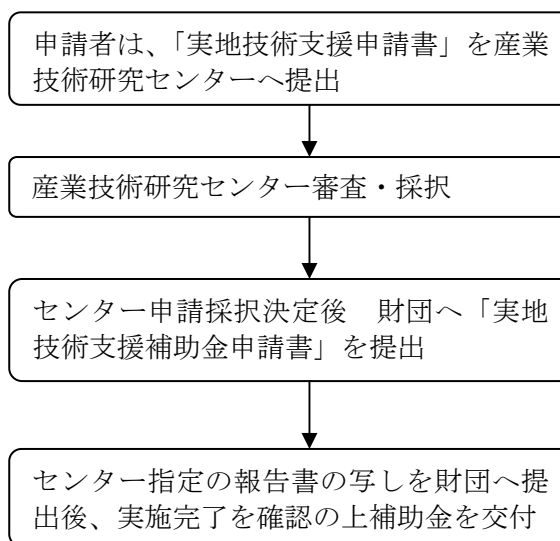 申請者は、「実地技術支援申請書」を産業
技術研究センターへ提出
産業技術研究センター審査・採択
センター申請採択決定後　財団へ「実地
技術支援補助金申請書」を提出
センター指定の報告書の写しを財団へ提
出後、実施完了を確認の上補助金を交付